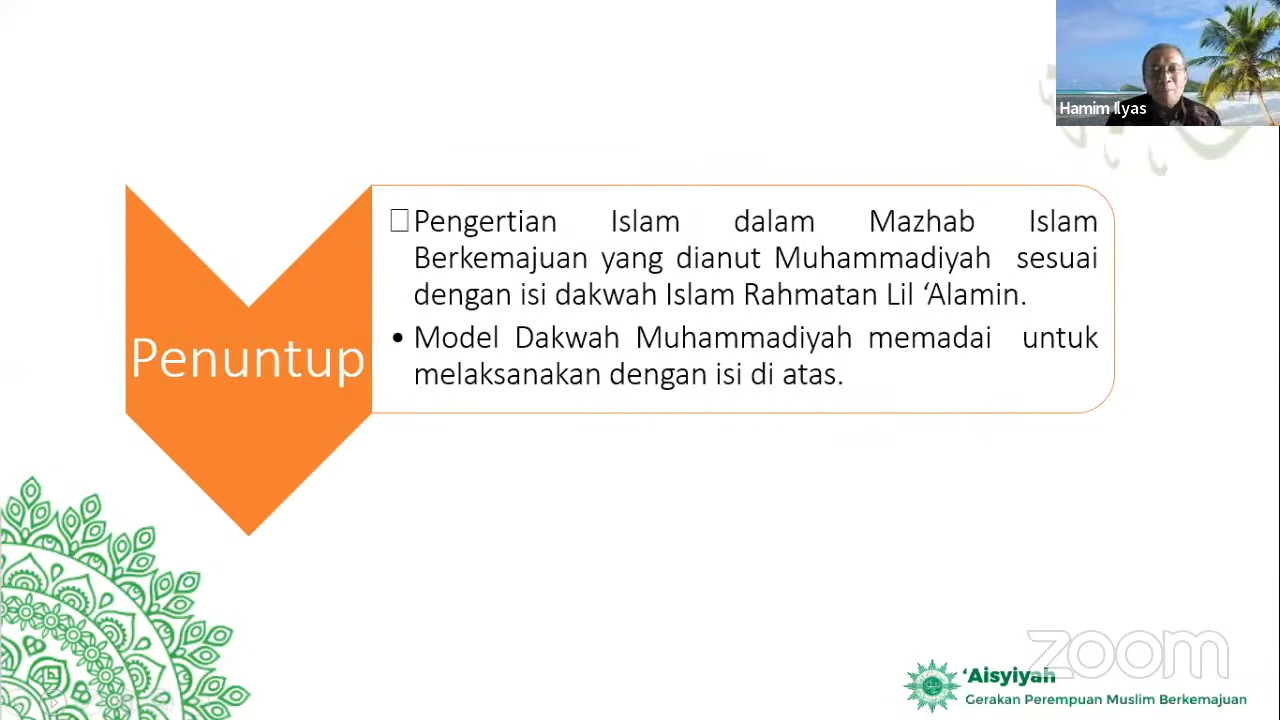 Hamim Ilyas
Pengertian Islam dalam Mazhab Islam
Berkemajuan yang dianut Muhammadiyah sesuai
dengan isi dakwah Islam Rahmatan Lil ‘Alamin.
Penuntup
• Model Dakwah Muhammadiyah memadai untuk
melaksanakan dengan isi di atas.
zoom
‘Aisyiyah
Gerakan Perempuan Muslim Berkemajuan